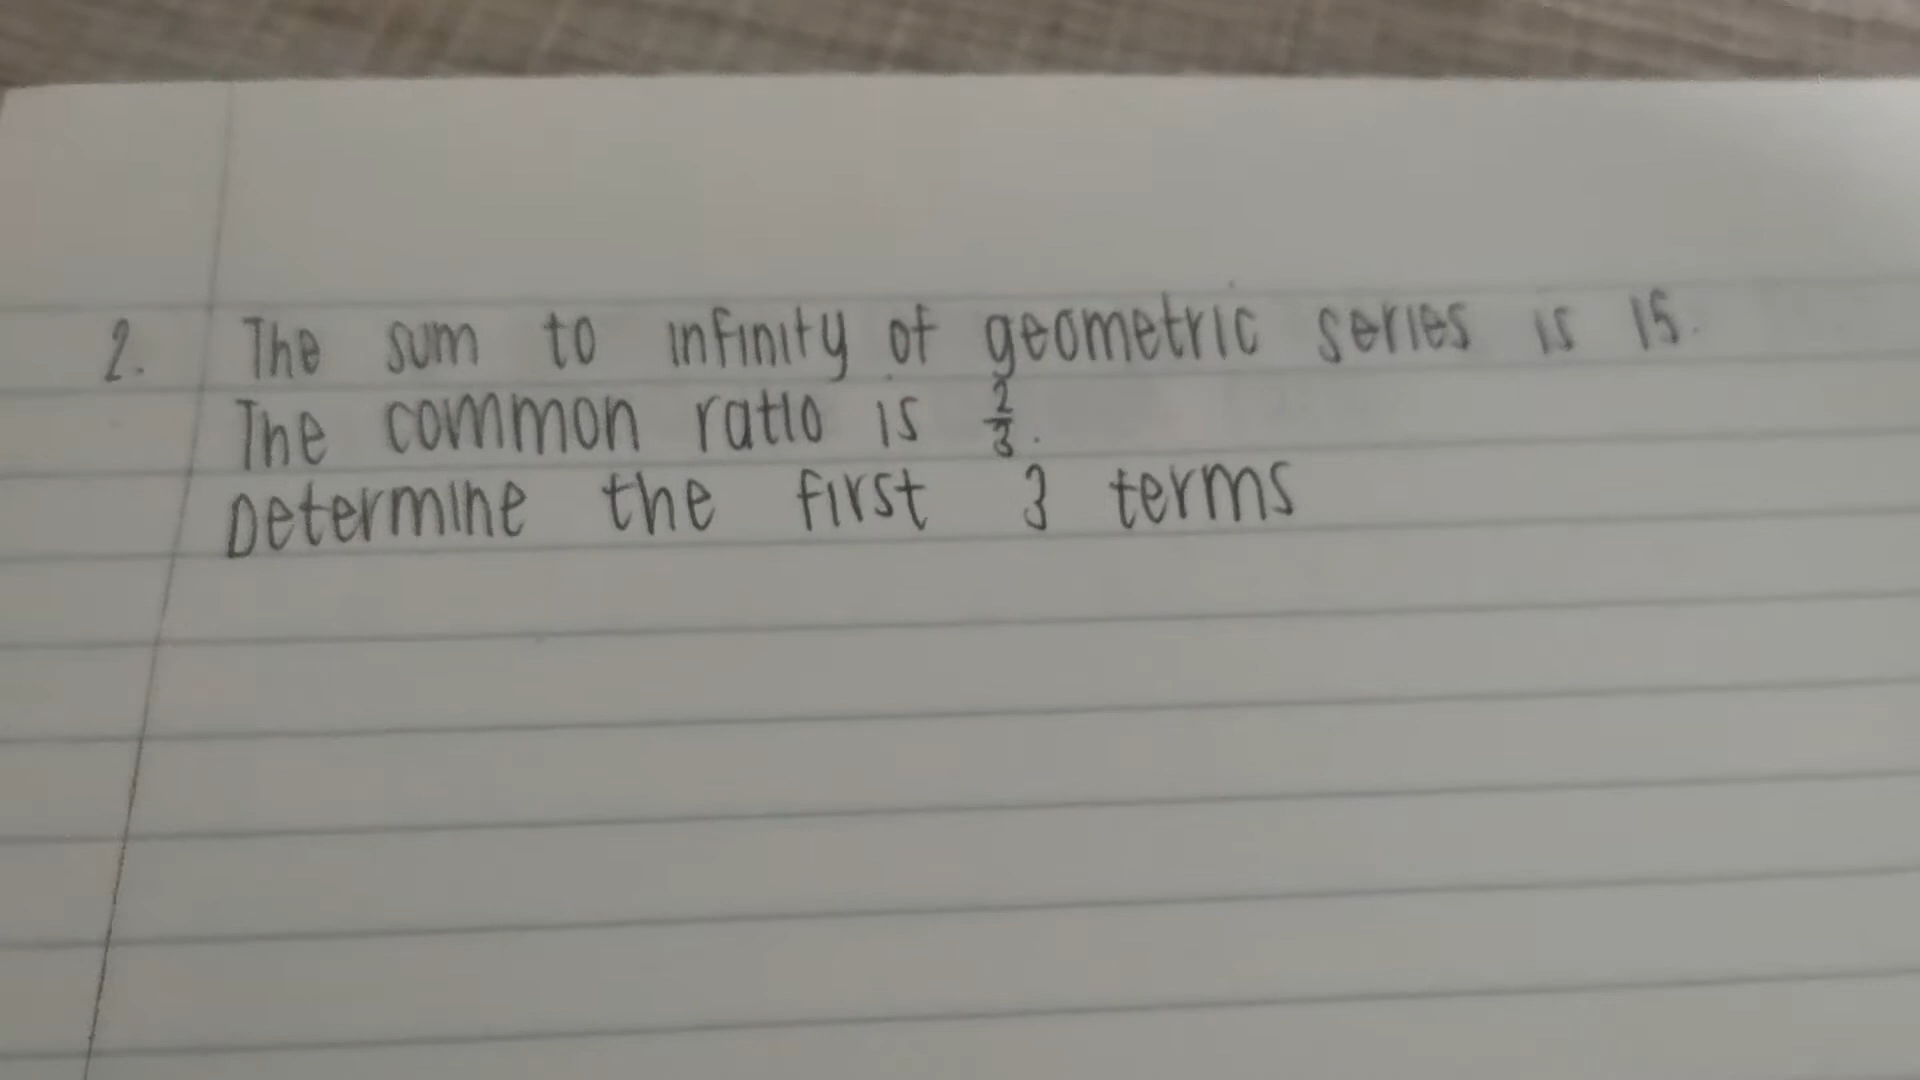 2. The sum to infinity of geometric series is 15.
The common ratio is 2/3.
Determine the first 3 terms